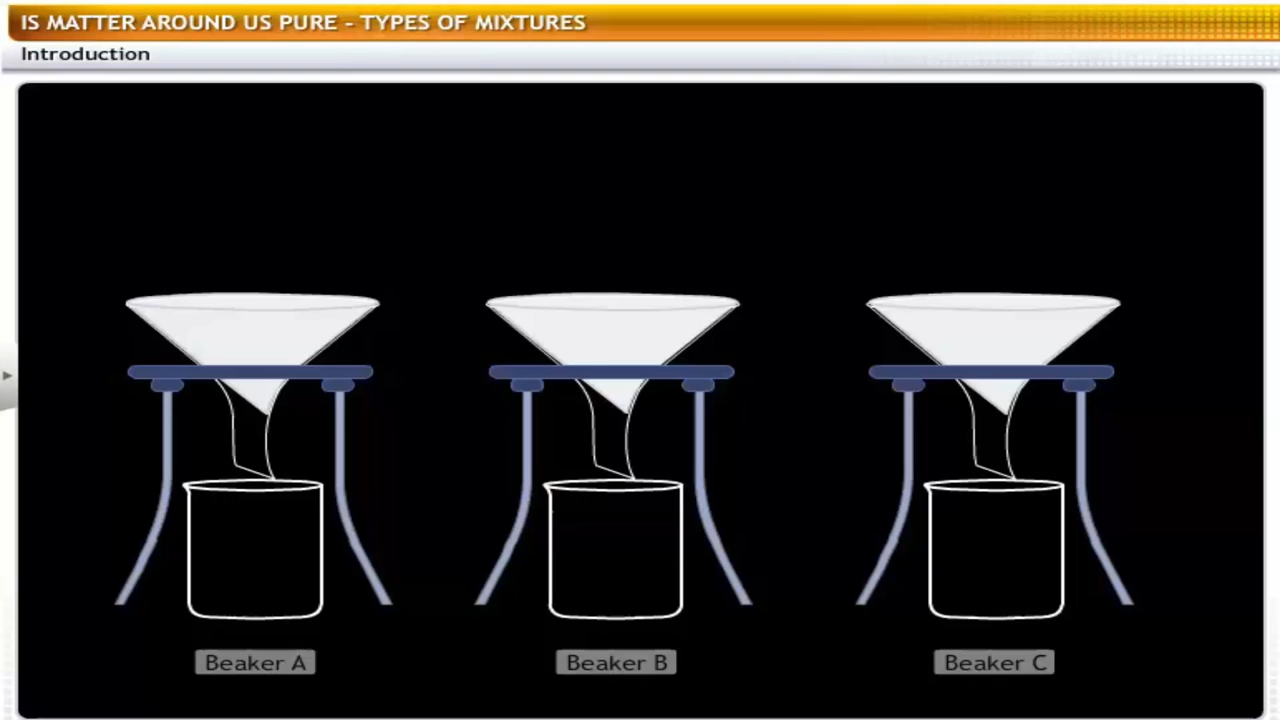 IS MATTER AROUND US PURE - TYPES OF MIXTURES
Introduction
Beaker A
Beaker B
Beaker C